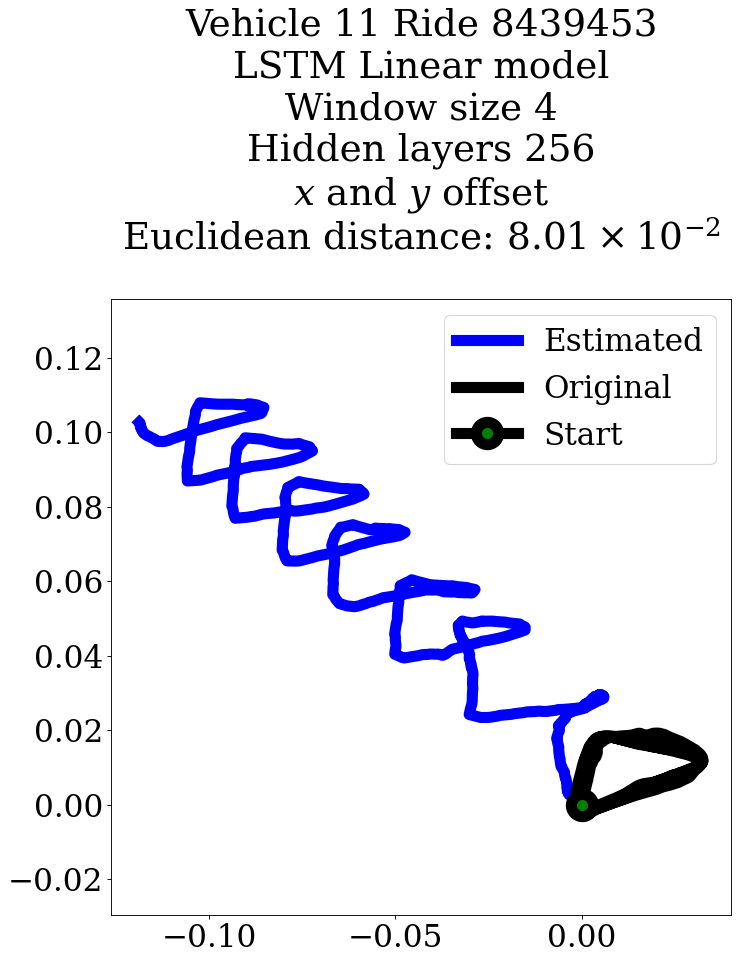 Vehicle 11 Ride 8439453
LSTM Linear model
Window size 4
Hidden layers 256
x and y offset
Euclidean distance: 8.01 × 10⁻²
Estimated
Original
Start
0.12
0.10
0.08
0.06
0.04
0.02
0.00
−0.02
−0.10
−0.05
0.00